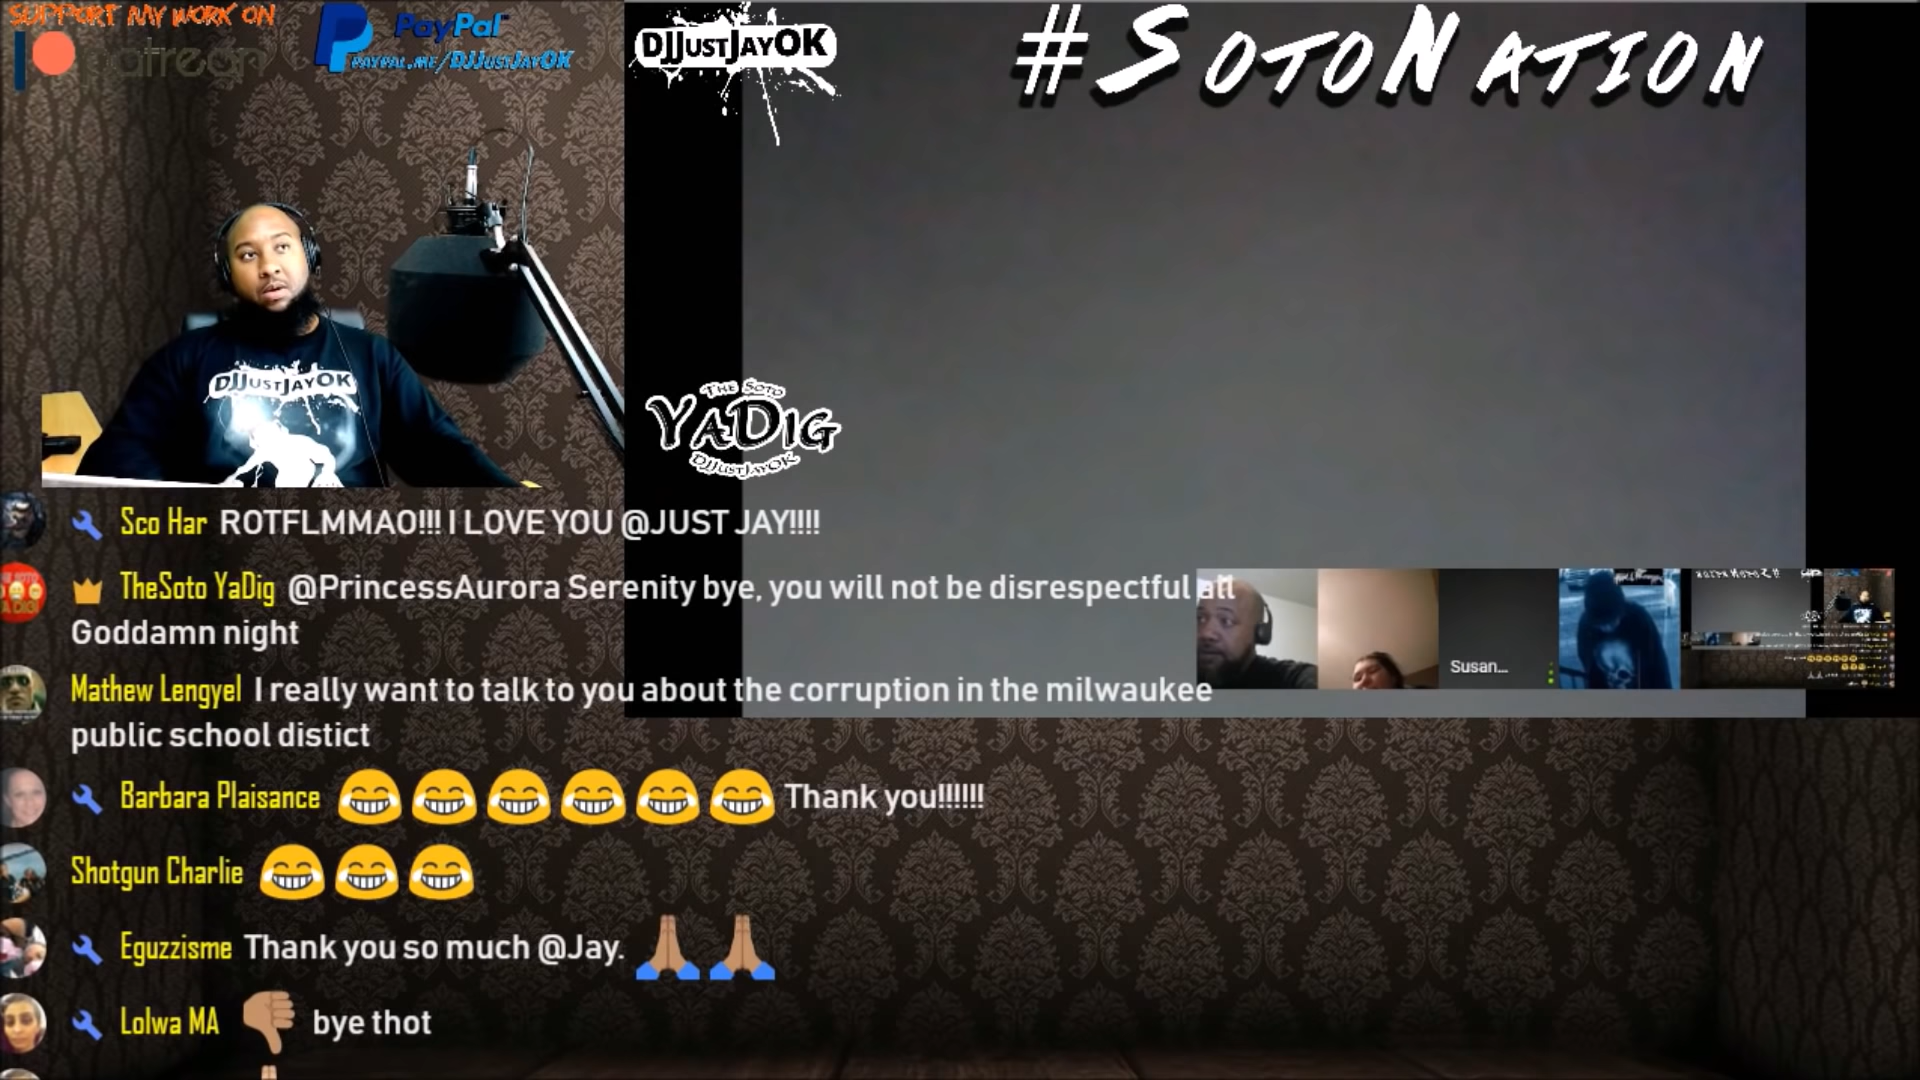 SUPPORT MY WORK ON
patreon
PayPal
PAYPAL.ME/DJJUSTJAYOK
DJJUSTJAYOK
#SOTONATION
DJJUSTJAYOK
THE SOTO
YADIG
DJJUSTJAYOK
Sco Har ROTFLMMAO!!! I LOVE YOU @JUST JAY!!!!
TheSoto YaDig @PrincessAurora Serenity bye, you will not be disrespectful all
Goddamn night
Susan...
Mathew Lengyel I really want to talk to you about the corruption in the milwaukee
public school distict
Barbara Plaisance 😂😂😂😂😂😂 Thank you!!!!!!
Shotgun Charlie 😂😂😂
Eguzzisme Thank you so much @Jay. 🙏🏽🙏🏽
Lolwa MA 👎🏽 bye thot